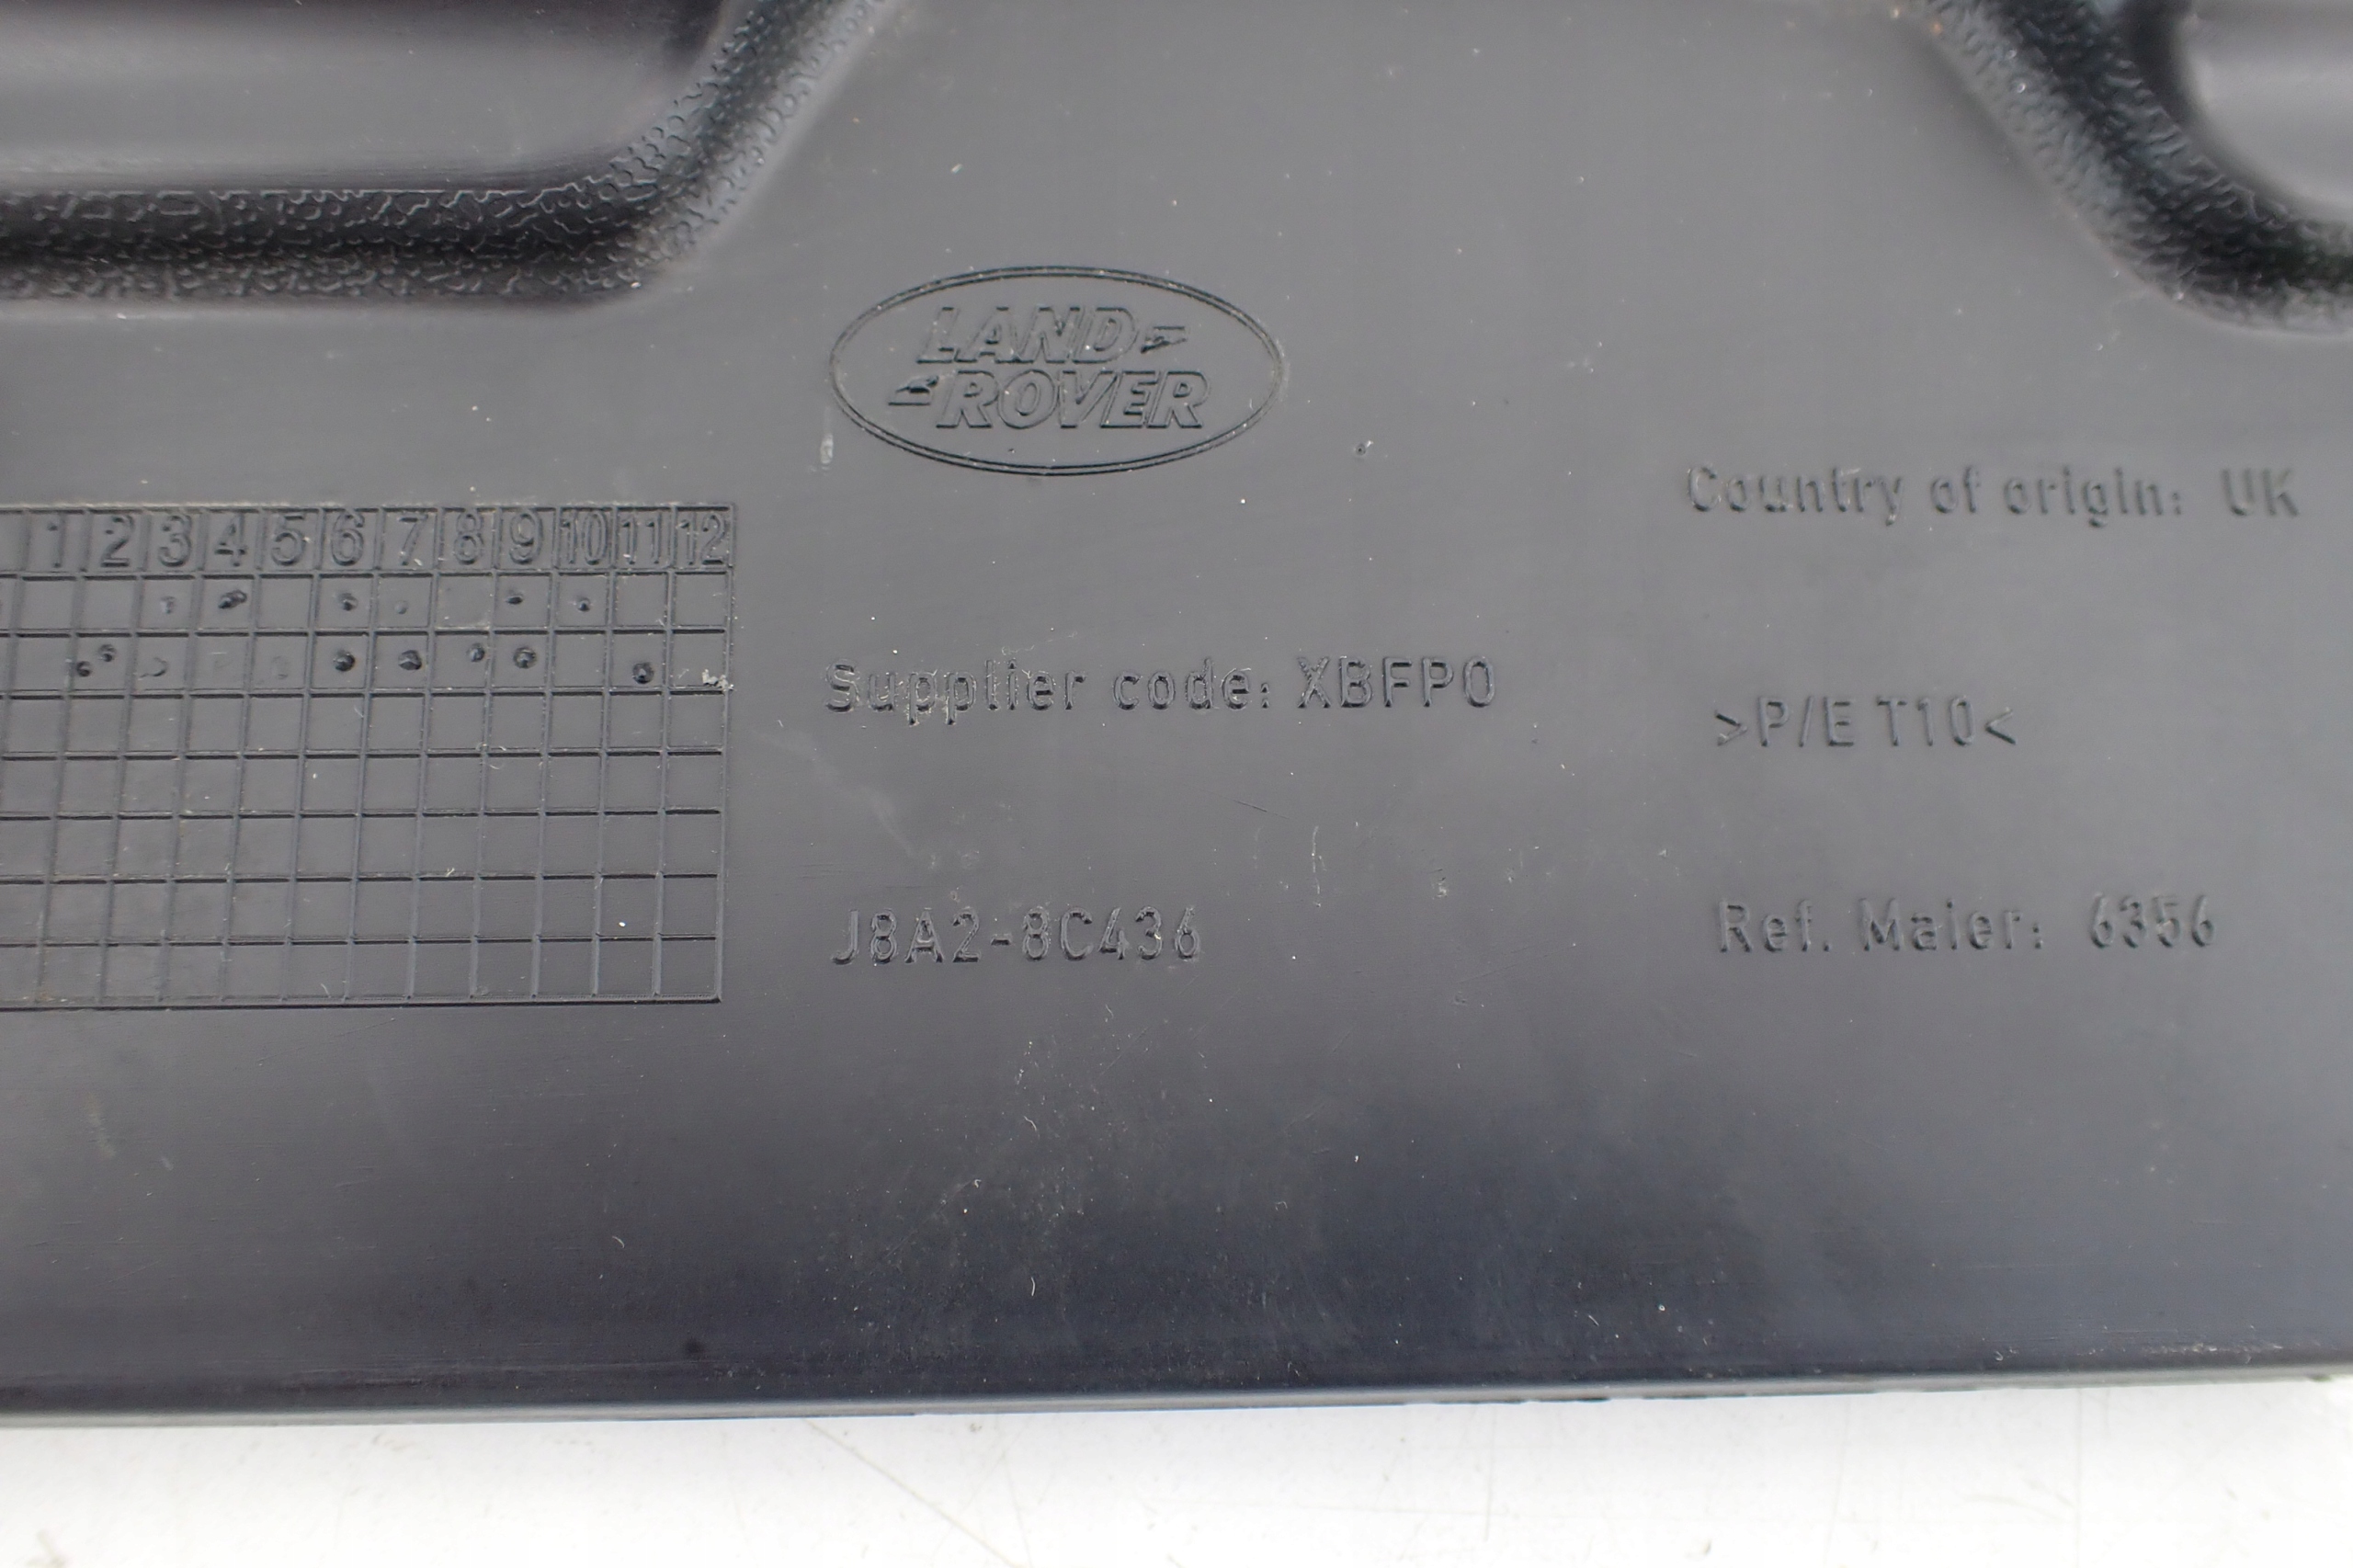 LAND
ROVER
Country of origin: UK
1 2 3 4 5 6 7 8 9 10 11 12
Supplier code: XBFPO
>P/E T10<
J8A2-8C436
Ref. Maier: 6356